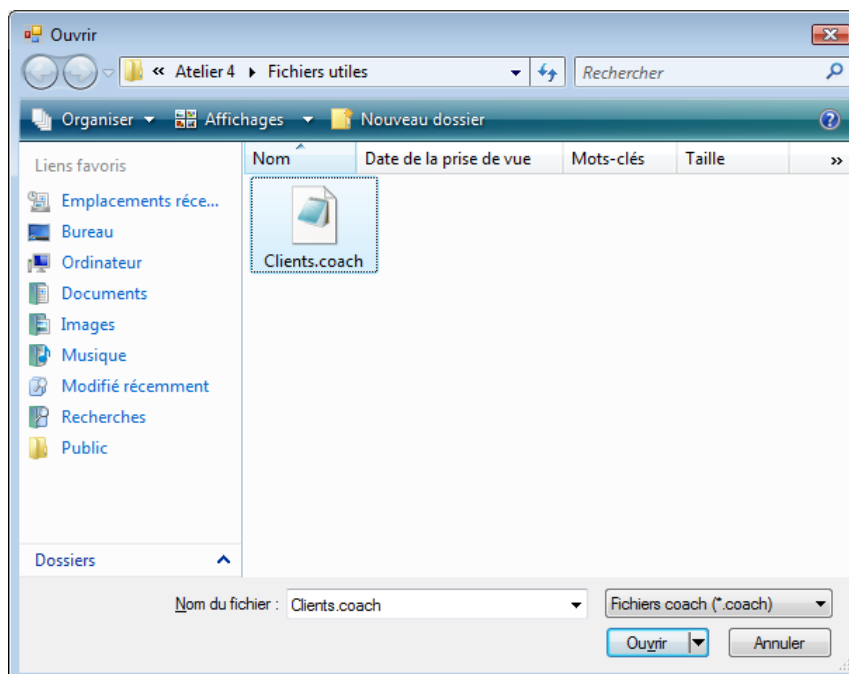 Ouvrir
« Atelier 4 ▸ Fichiers utiles
Rechercher
Organiser
Affichages
Nouveau dossier
Liens favoris
Nom
Date de la prise de vue
Mots-clés
Taille
»
Emplacements réce...
Bureau
Ordinateur
Documents
Images
Musique
Modifié récemment
Recherches
Public
Clients.coach
Dossiers
Nom du fichier :
Clients.coach
Fichiers coach (*.coach)
Ouvrir
Annuler